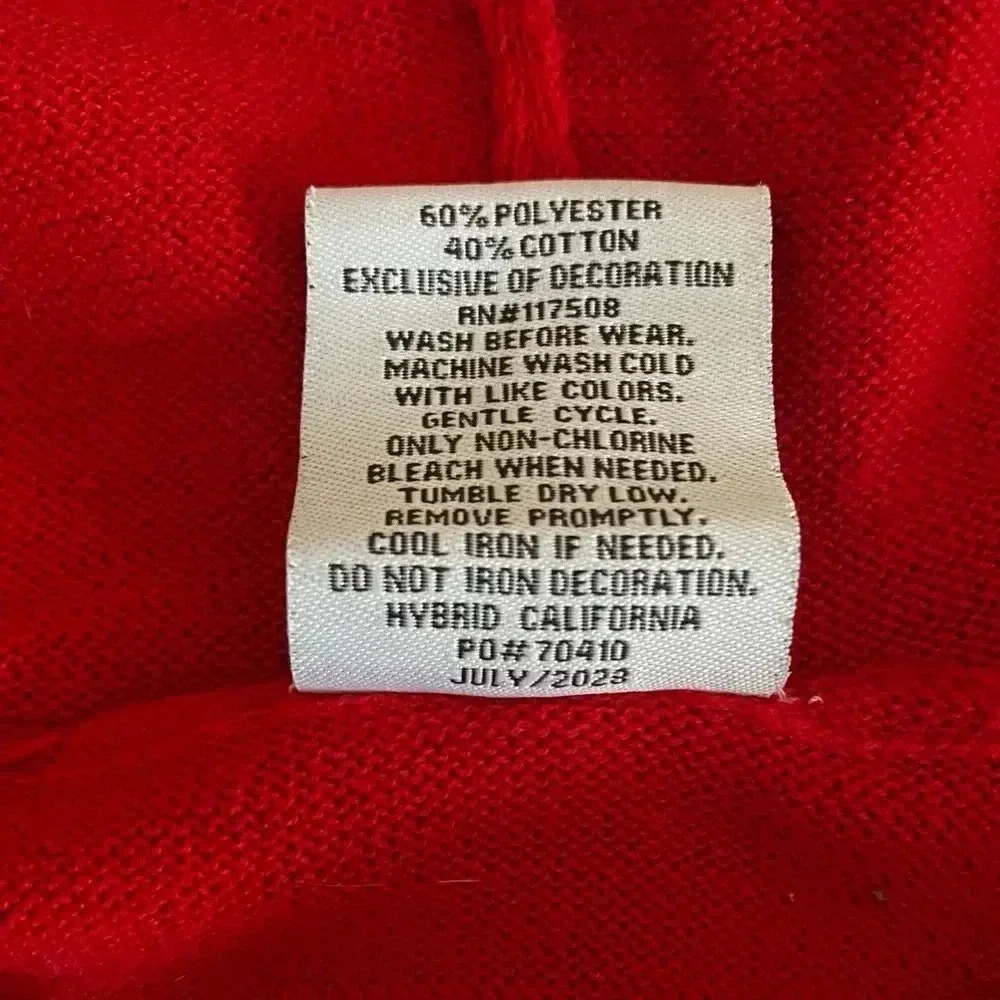 60% POLYESTER
40% COTTON
EXCLUSIVE OF DECORATION
RN#117508
WASH BEFORE WEAR.
MACHINE WASH COLD
WITH LIKE COLORS.
GENTLE CYCLE.
ONLY NON-CHLORINE
BLEACH WHEN NEEDED.
TUMBLE DRY LOW.
REMOVE PROMPTLY.
COOL IRON IF NEEDED.
DO NOT IRON DECORATION.
HYBRID CALIFORNIA
PO# 70410
JULY/2023